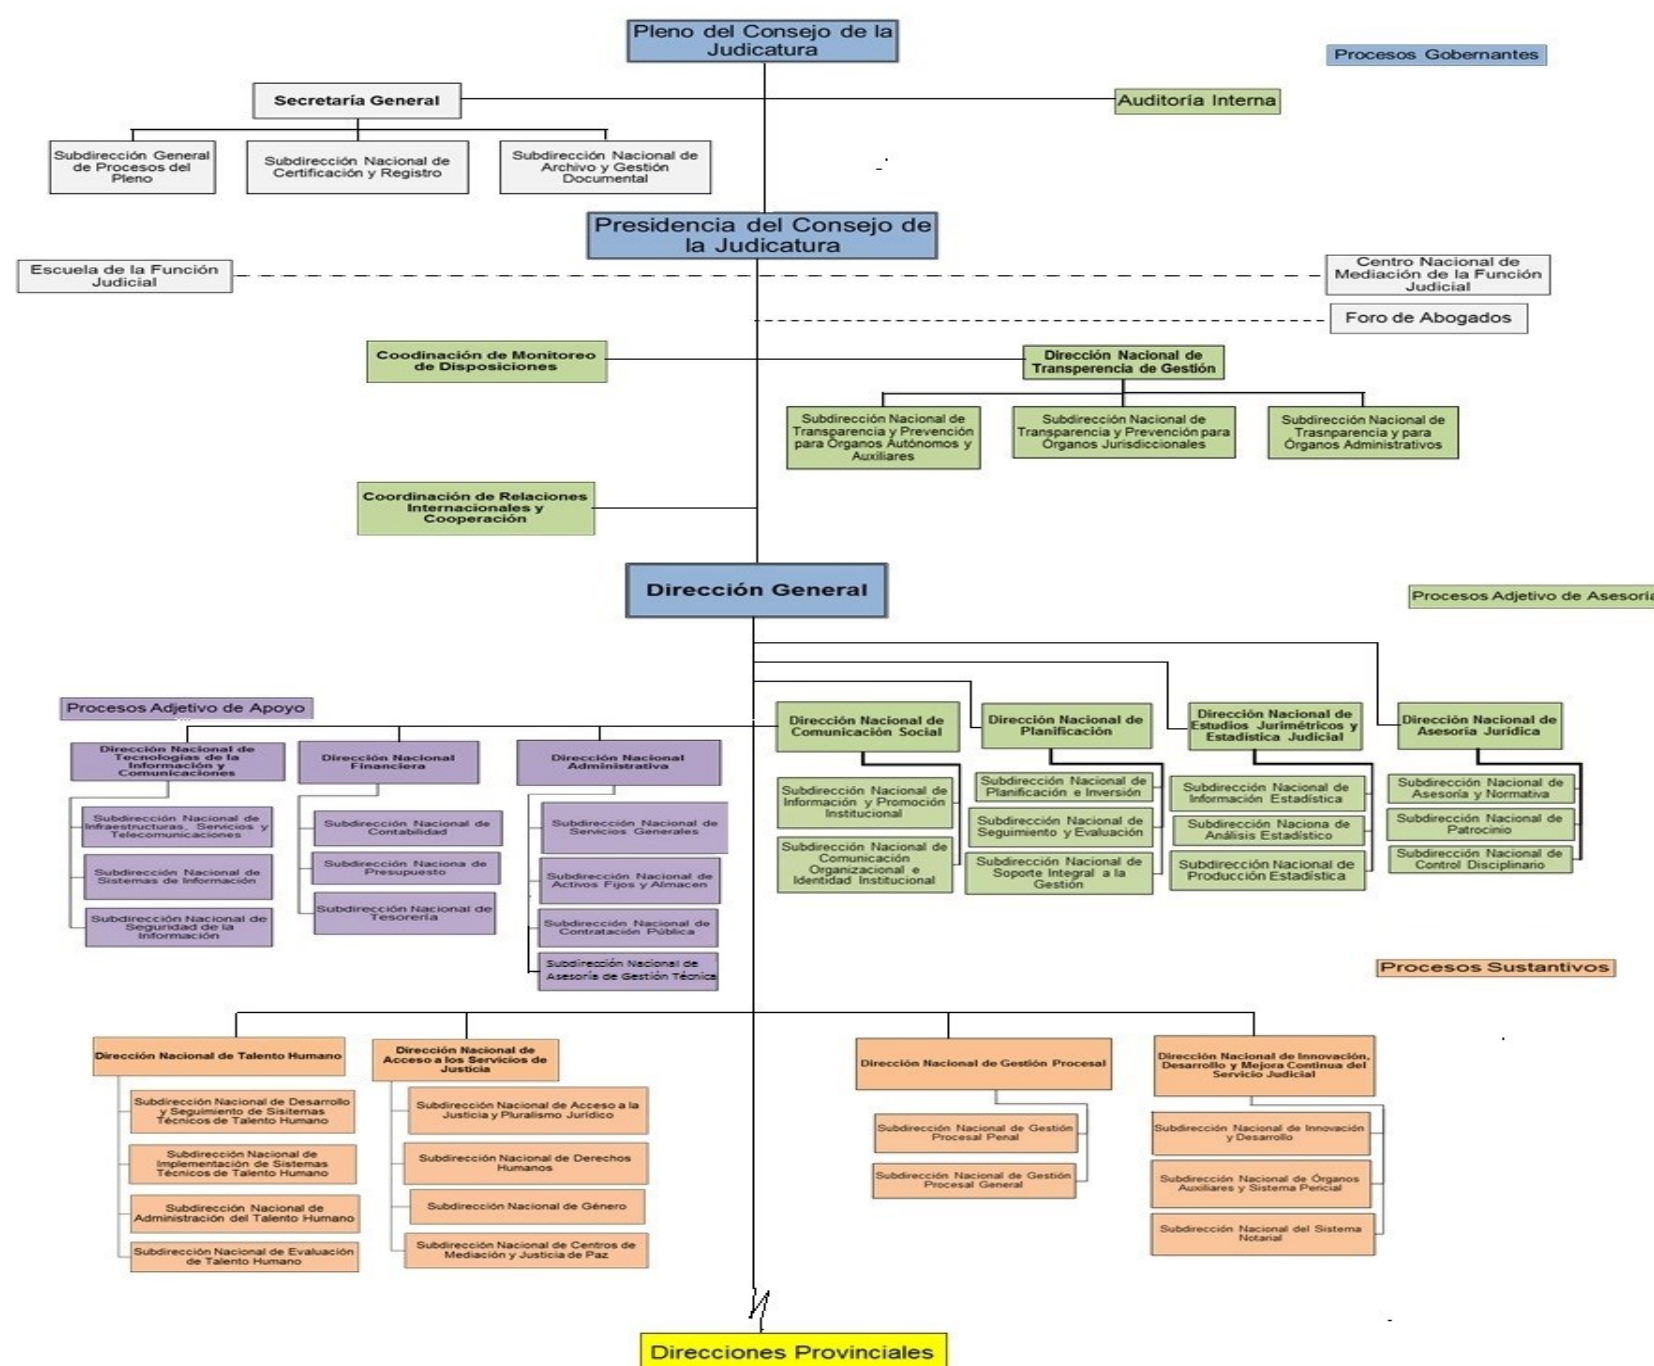 Pleno del Consejo de la
Judicatura
Procesos Gobernantes
Secretaría General
Auditoría Interna
Subdirección General
de Procesos del
Pleno
Subdirección Nacional de
Certificación y Registro
Subdirección Nacional de
Archivo y Gestión
Documental
Presidencia del Consejo de
la Judicatura
Escuela de la Función
Judicial
Centro Nacional de
Mediación de la Función
Judicial
Foro de Abogados
Coodinación de Monitoreo
de Disposiciones
Dirección Nacional de
Transperencia de Gestión
Subdirección Nacional de
Transparencia y Prevención
para Órganos Autónomos y
Auxiliares
Subdirección Nacional de
Transparencia y Prevención para
Órganos Jurisdiccionales
Subdirección Nacional de
Trasnparencia y para
Órganos Administrativos
Coordinación de Relaciones
Internacionales y
Cooperación
Dirección General
Procesos Adjetivo de Asesoría
Procesos Adjetivo de Apoyo
Dirección Nacional de
Tecnologías de la
Información y
Comunicaciones
Subdirección Nacional de
Infraestructuras, Servicios y
Telecomunicaciones
Subdirección Nacional de
Sistemas de Información
Subdirección Nacional de
Seguridad de la
Información
Dirección Nacional
Financiera
Subdirección Nacional de
Contabilidad
Subdirección Naciona de
Presupuesto
Subdirección Nacional de
Tesorería
Dirección Nacional
Administrativa
Subdirección Nacional de
Servicios Generales
Subdirección Nacional de
Activos Fijos y Almacen
Subdirección Nacional de
Contratación Pública
Subdirección Nacional de
Asesoría de Gestión Técnica
Dirección Nacional de
Comunicación Social
Subdirección Nacional de
Información y Promoción
Institucional
Subdirección Nacional de
Comunicación
Organizacional e
Identidad Institucional
Dirección Nacional de
Planificación
Subdirección Nacional de
Planificación e Inversión
Subdirección Nacional de
Seguimiento y Evaluación
Subdirección Nacional de
Soporte Integral a la
Gestión
Dirección Nacional de
Estudios Jurimétricos y
Estadística Judicial
Subdirección Nacional de
Información Estadística
Subdirección Naciona de
Análisis Estadístico
Subdirección Nacional de
Producción Estadística
Dirección Nacional de
Asesoría Jurídica
Subdirección Nacional de
Asesoría y Normativa
Subdirección Nacional de
Patrocinio
Subdirección Nacional de
Control Disciplinario
Procesos Sustantivos
Dirección Nacional de Talento Humano
Subdirección Nacional de Desarrollo
y Seguimiento de Sisitemas
Técnicos de Talento Humano
Subdirección Nacional de
Implementación de Sistemas
Técnicos de Talento Humano
Subdirección Nacional de
Administración del Talento Humano
Subdirección Nacional de Evaluación
de Talento Humano
Dirección Nacional de
Acceso a los Servicios de
Justicia
Subdirección Nacional de Acceso a la
Justicia y Pluralismo Jurídico
Subdirección Nacional de Derechos
Humanos
Subdirección Nacional de Género
Subdirección Nacional de Centros de
Mediación y Justicia de Paz
Dirección Nacional de Gestión Procesal
Subdirección Nacional de Gestión
Procesal Penal
Subdirección Nacional de Gestión
Procesal General
Dirección Nacional de Innovación,
Desarrollo y Mejora Continua del
Servicio Judicial
Subdirección Nacional de Innovación
y Desarrollo
Subdirección Nacional de Órganos
Auxiliares y Sistema Pericial
Subdirección Nacional del Sistema
Notarial
Direcciones Provinciales